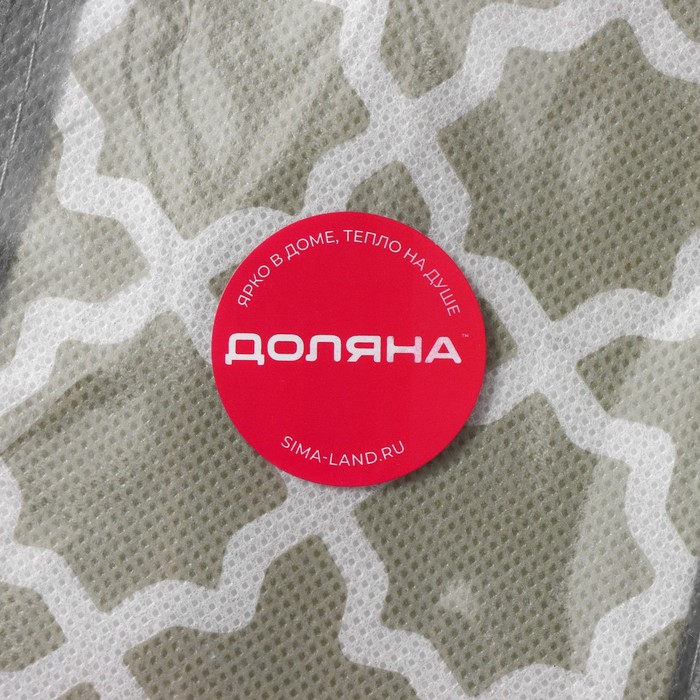 ЯРКО В ДОМЕ, ТЕПЛО НА ДУШЕ
ДОЛЯНА™
SIMA-LAND.RU